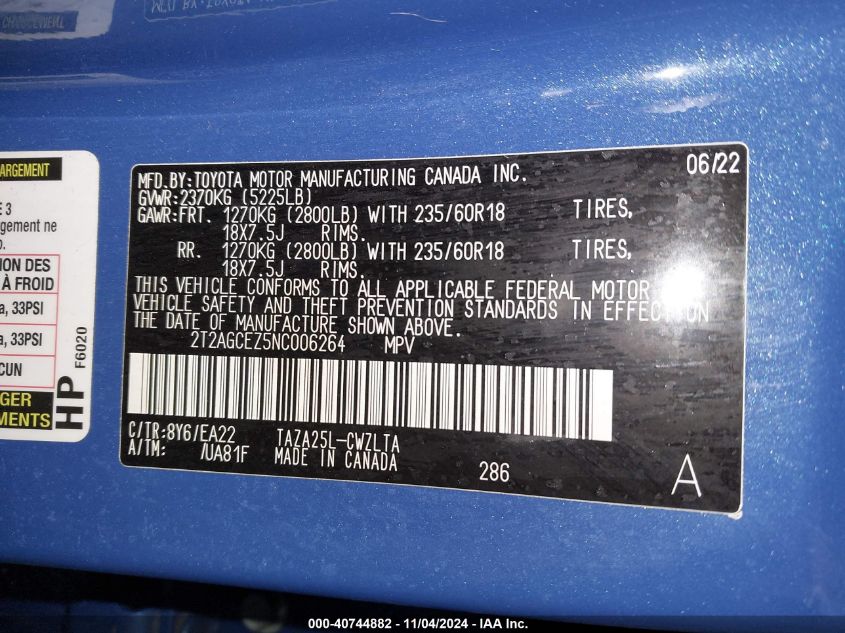 ARGEMENT
E 3
argement ne
o.
ION DES
À FROID
a, 33PSI
a, 33PSI
CUN
GER
MENTS
HP
F6020
MFD.BY:TOYOTA MOTOR MANUFACTURING CANADA INC. 06/22
GVWR:2370KG (5225LB)
GAWR:FRT. 1270KG (2800LB) WITH 235/60R18 TIRES,
18X7.5J RIMS.
RR. 1270KG (2800LB) WITH 235/60R18 TIRES,
18X7.5J RIMS.
THIS VEHICLE CONFORMS TO ALL APPLICABLE FEDERAL MOTOR
VEHICLE SAFETY AND THEFT PREVENTION STANDARDS IN EFFECT ON
THE DATE OF MANUFACTURE SHOWN ABOVE.
2T2AGCEZ5NC006264 MPV
C/TR:8Y6/EA22 TAZA25L-CWZLTA
A/TM: /UA81F MADE IN CANADA
286
A
000-40744882 - 11/04/2024 - IAA Inc.